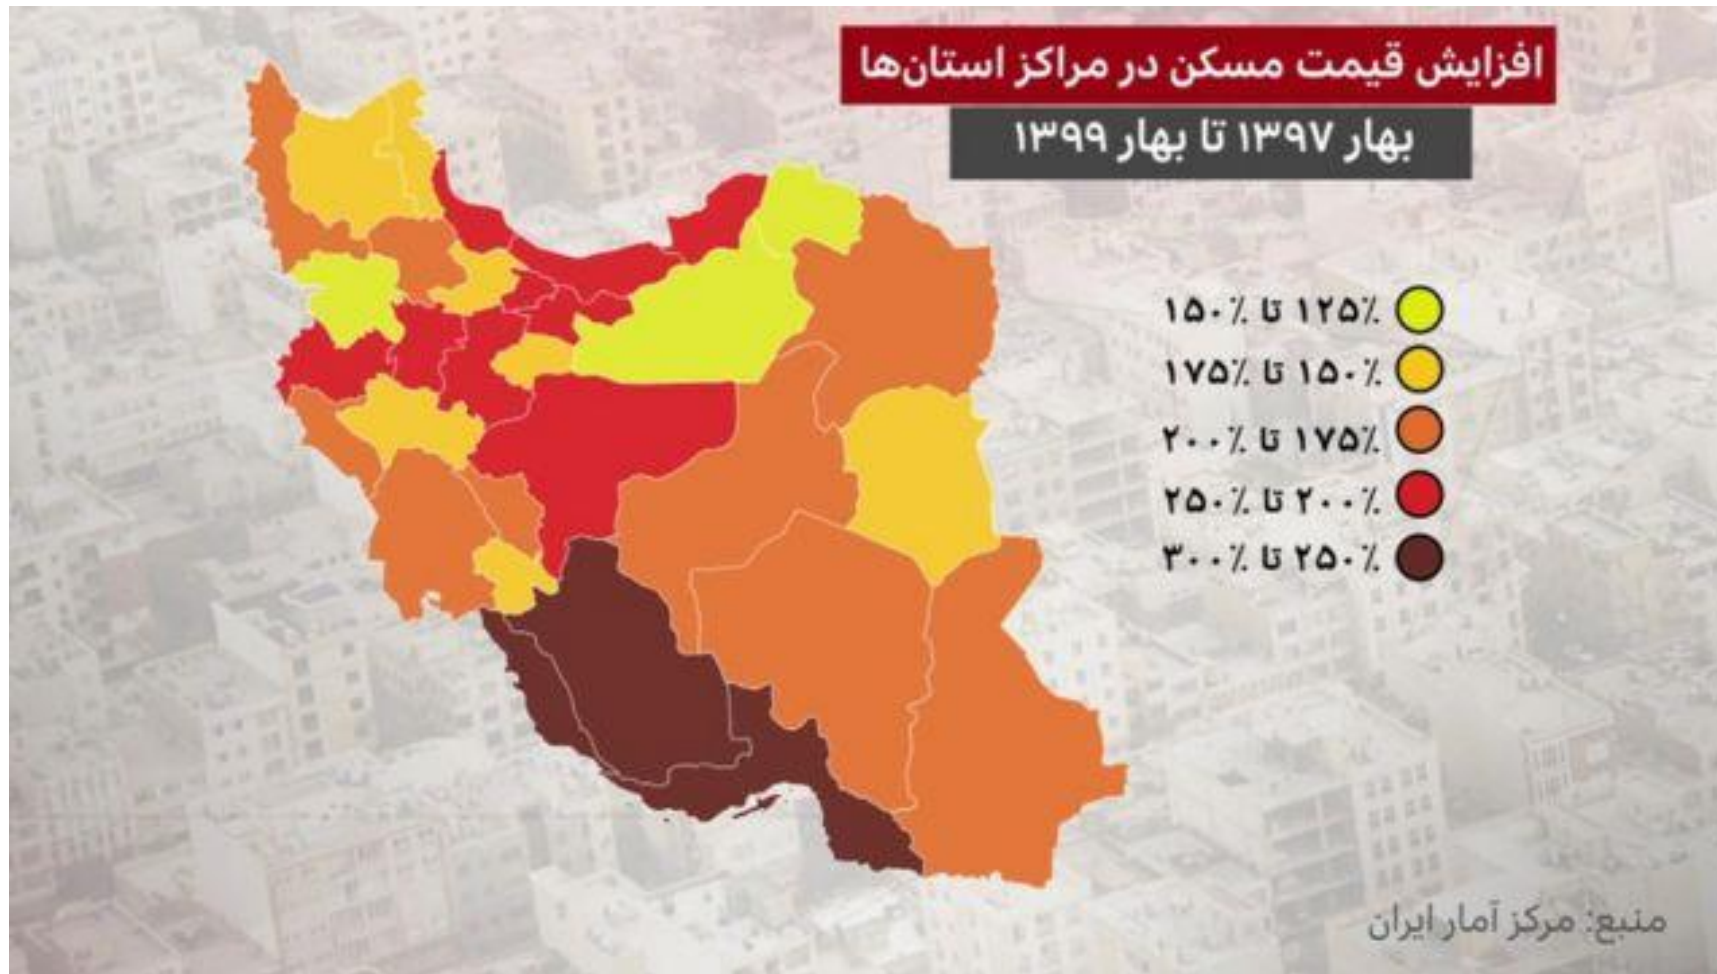 افزایش قیمت مسکن در مراکز استان‌ها
بهار ۱۳۹۷ تا بهار ۱۳۹۹
۱۲۵٪ تا ۱۵۰٪
۱۵۰٪ تا ۱۷۵٪
۱۷۵٪ تا ۲۰۰٪
۲۰۰٪ تا ۲۵۰٪
۲۵۰٪ تا ۳۰۰٪
منبع: مرکز آمار ایران